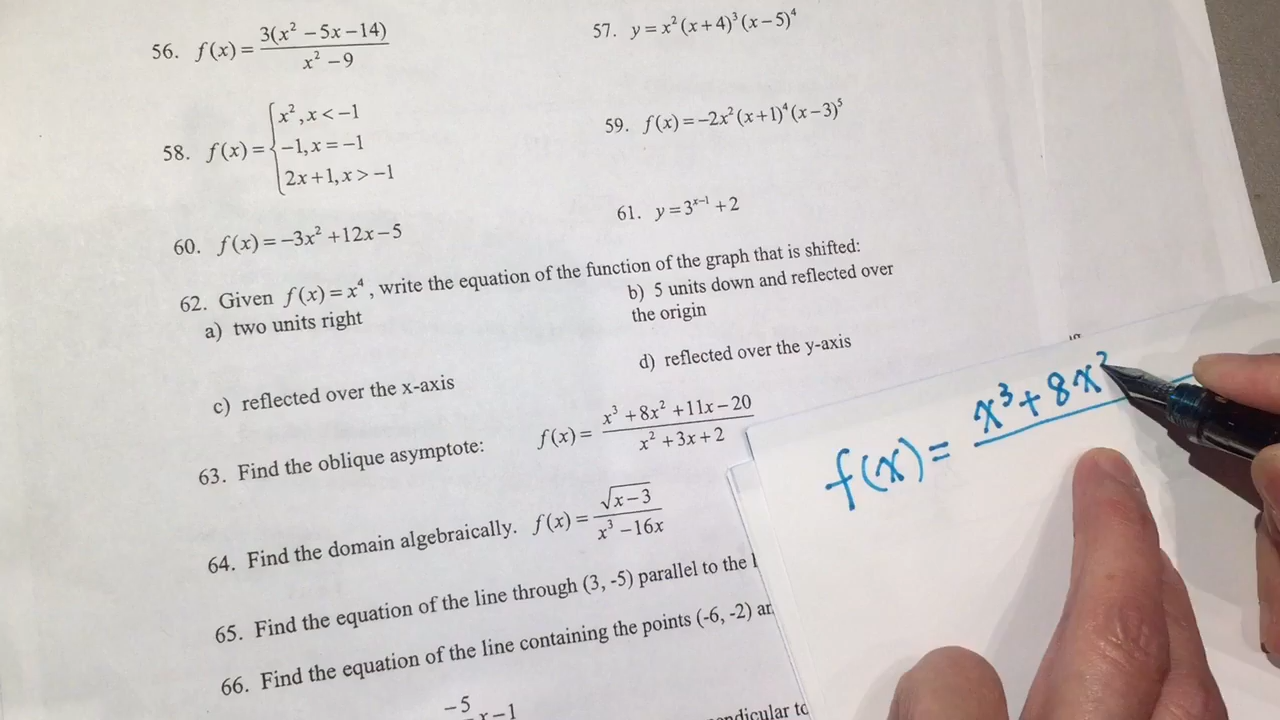 56. f(x) = 3(x² − 5x − 14) / x² − 9
57. y = x²(x+4)³(x−5)⁴
58. f(x) = { x², x < −1
−1, x = −1
2x+1, x > −1
59. f(x) = −2x²(x+1)⁴(x−3)⁵
60. f(x) = −3x² + 12x − 5
61. y = 3ˣ⁻¹ + 2
62. Given f(x) = x⁴, write the equation of the function of the graph that is shifted:
a) two units right
b) 5 units down and reflected over
the origin
c) reflected over the x-axis
d) reflected over the y-axis
63. Find the oblique asymptote: f(x) = x³ + 8x² + 11x − 20 / x² + 3x + 2
64. Find the domain algebraically. f(x) = √x−3 / x³ − 16x
65. Find the equation of the line through (3, -5) parallel to the
66. Find the equation of the line containing the points (-6, -2)
−5
x − 1
to
f(x) = x³ + 8x²